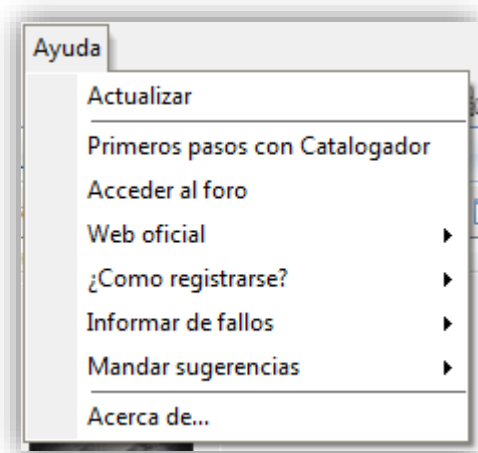 Ayuda
Actualizar
Primeros pasos con Catalogador
Acceder al foro
Web oficial
¿Como registrarse?
Informar de fallos
Mandar sugerencias
Acerca de...